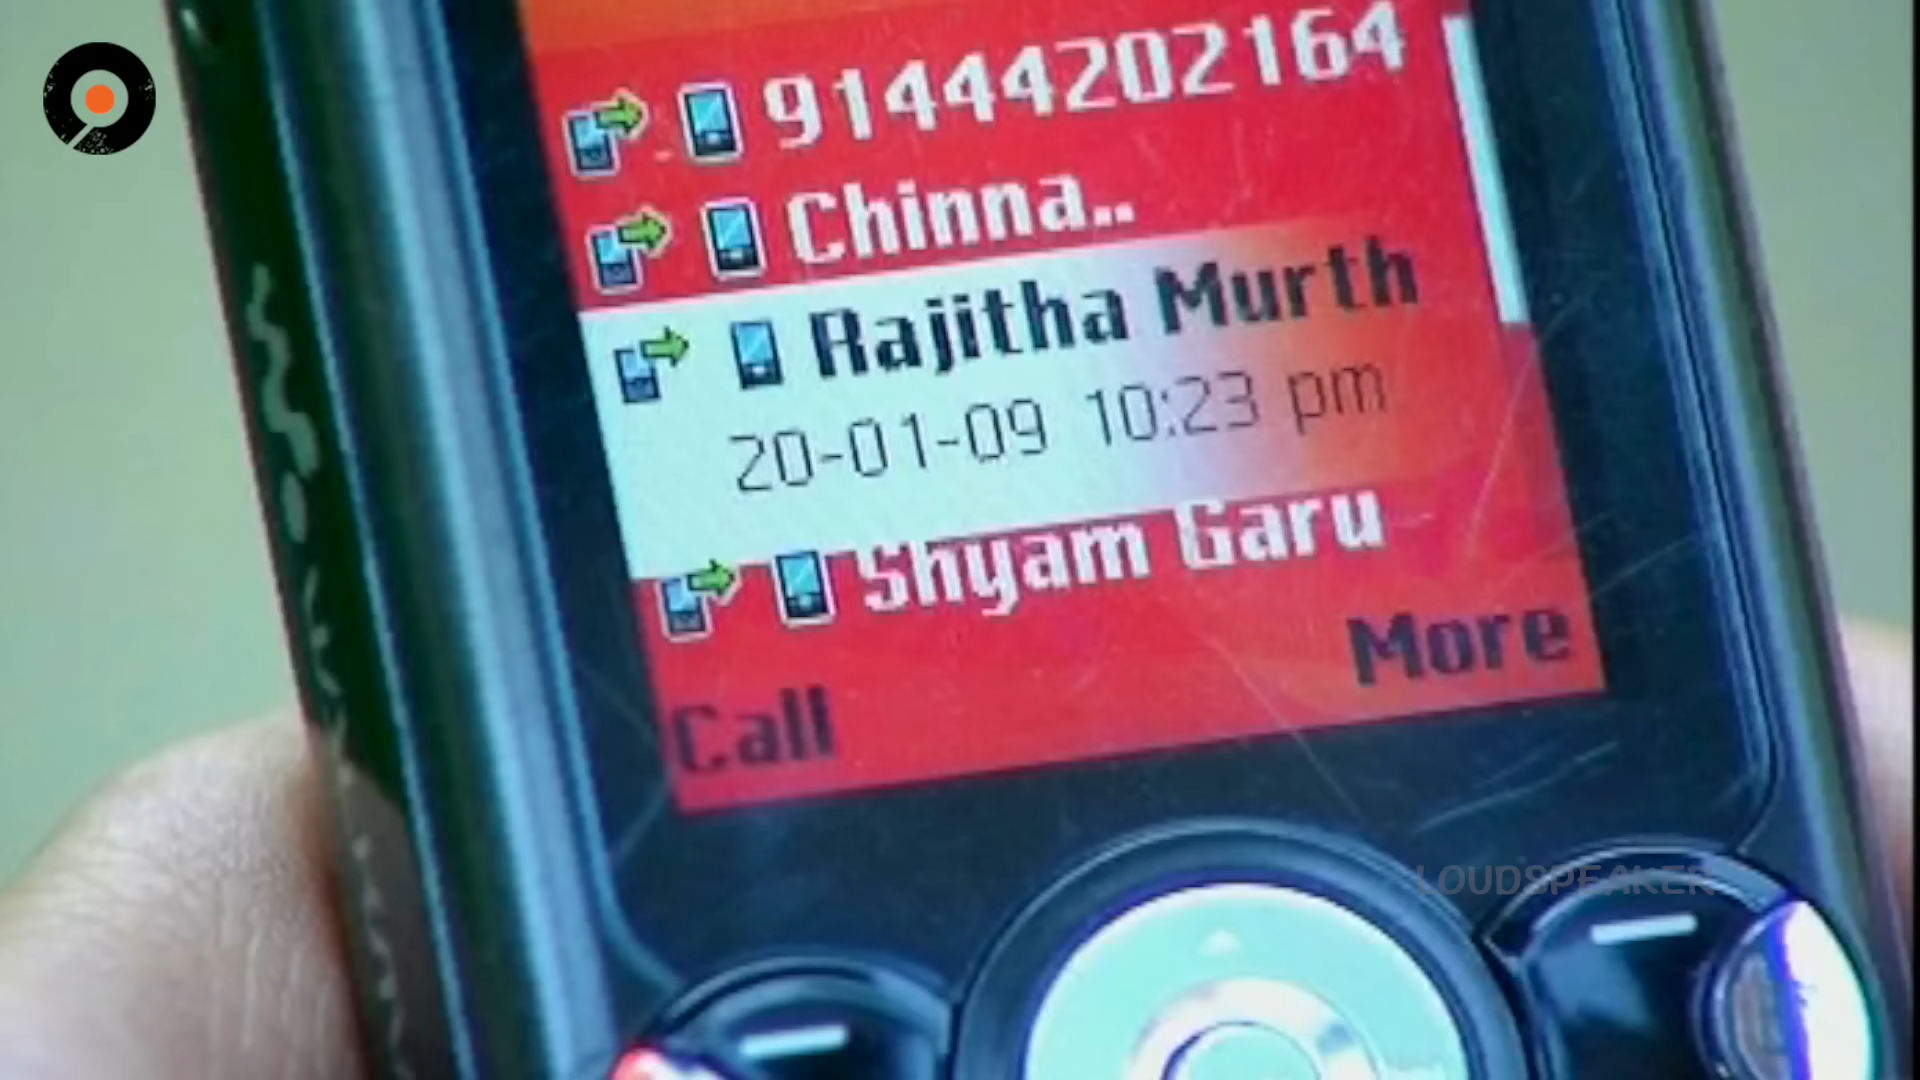 91444202164
Chinna..
Rajitha Murth
20-01-09 10:23 pm
Shyam Garu
More
Call
LOUDSPEAKER